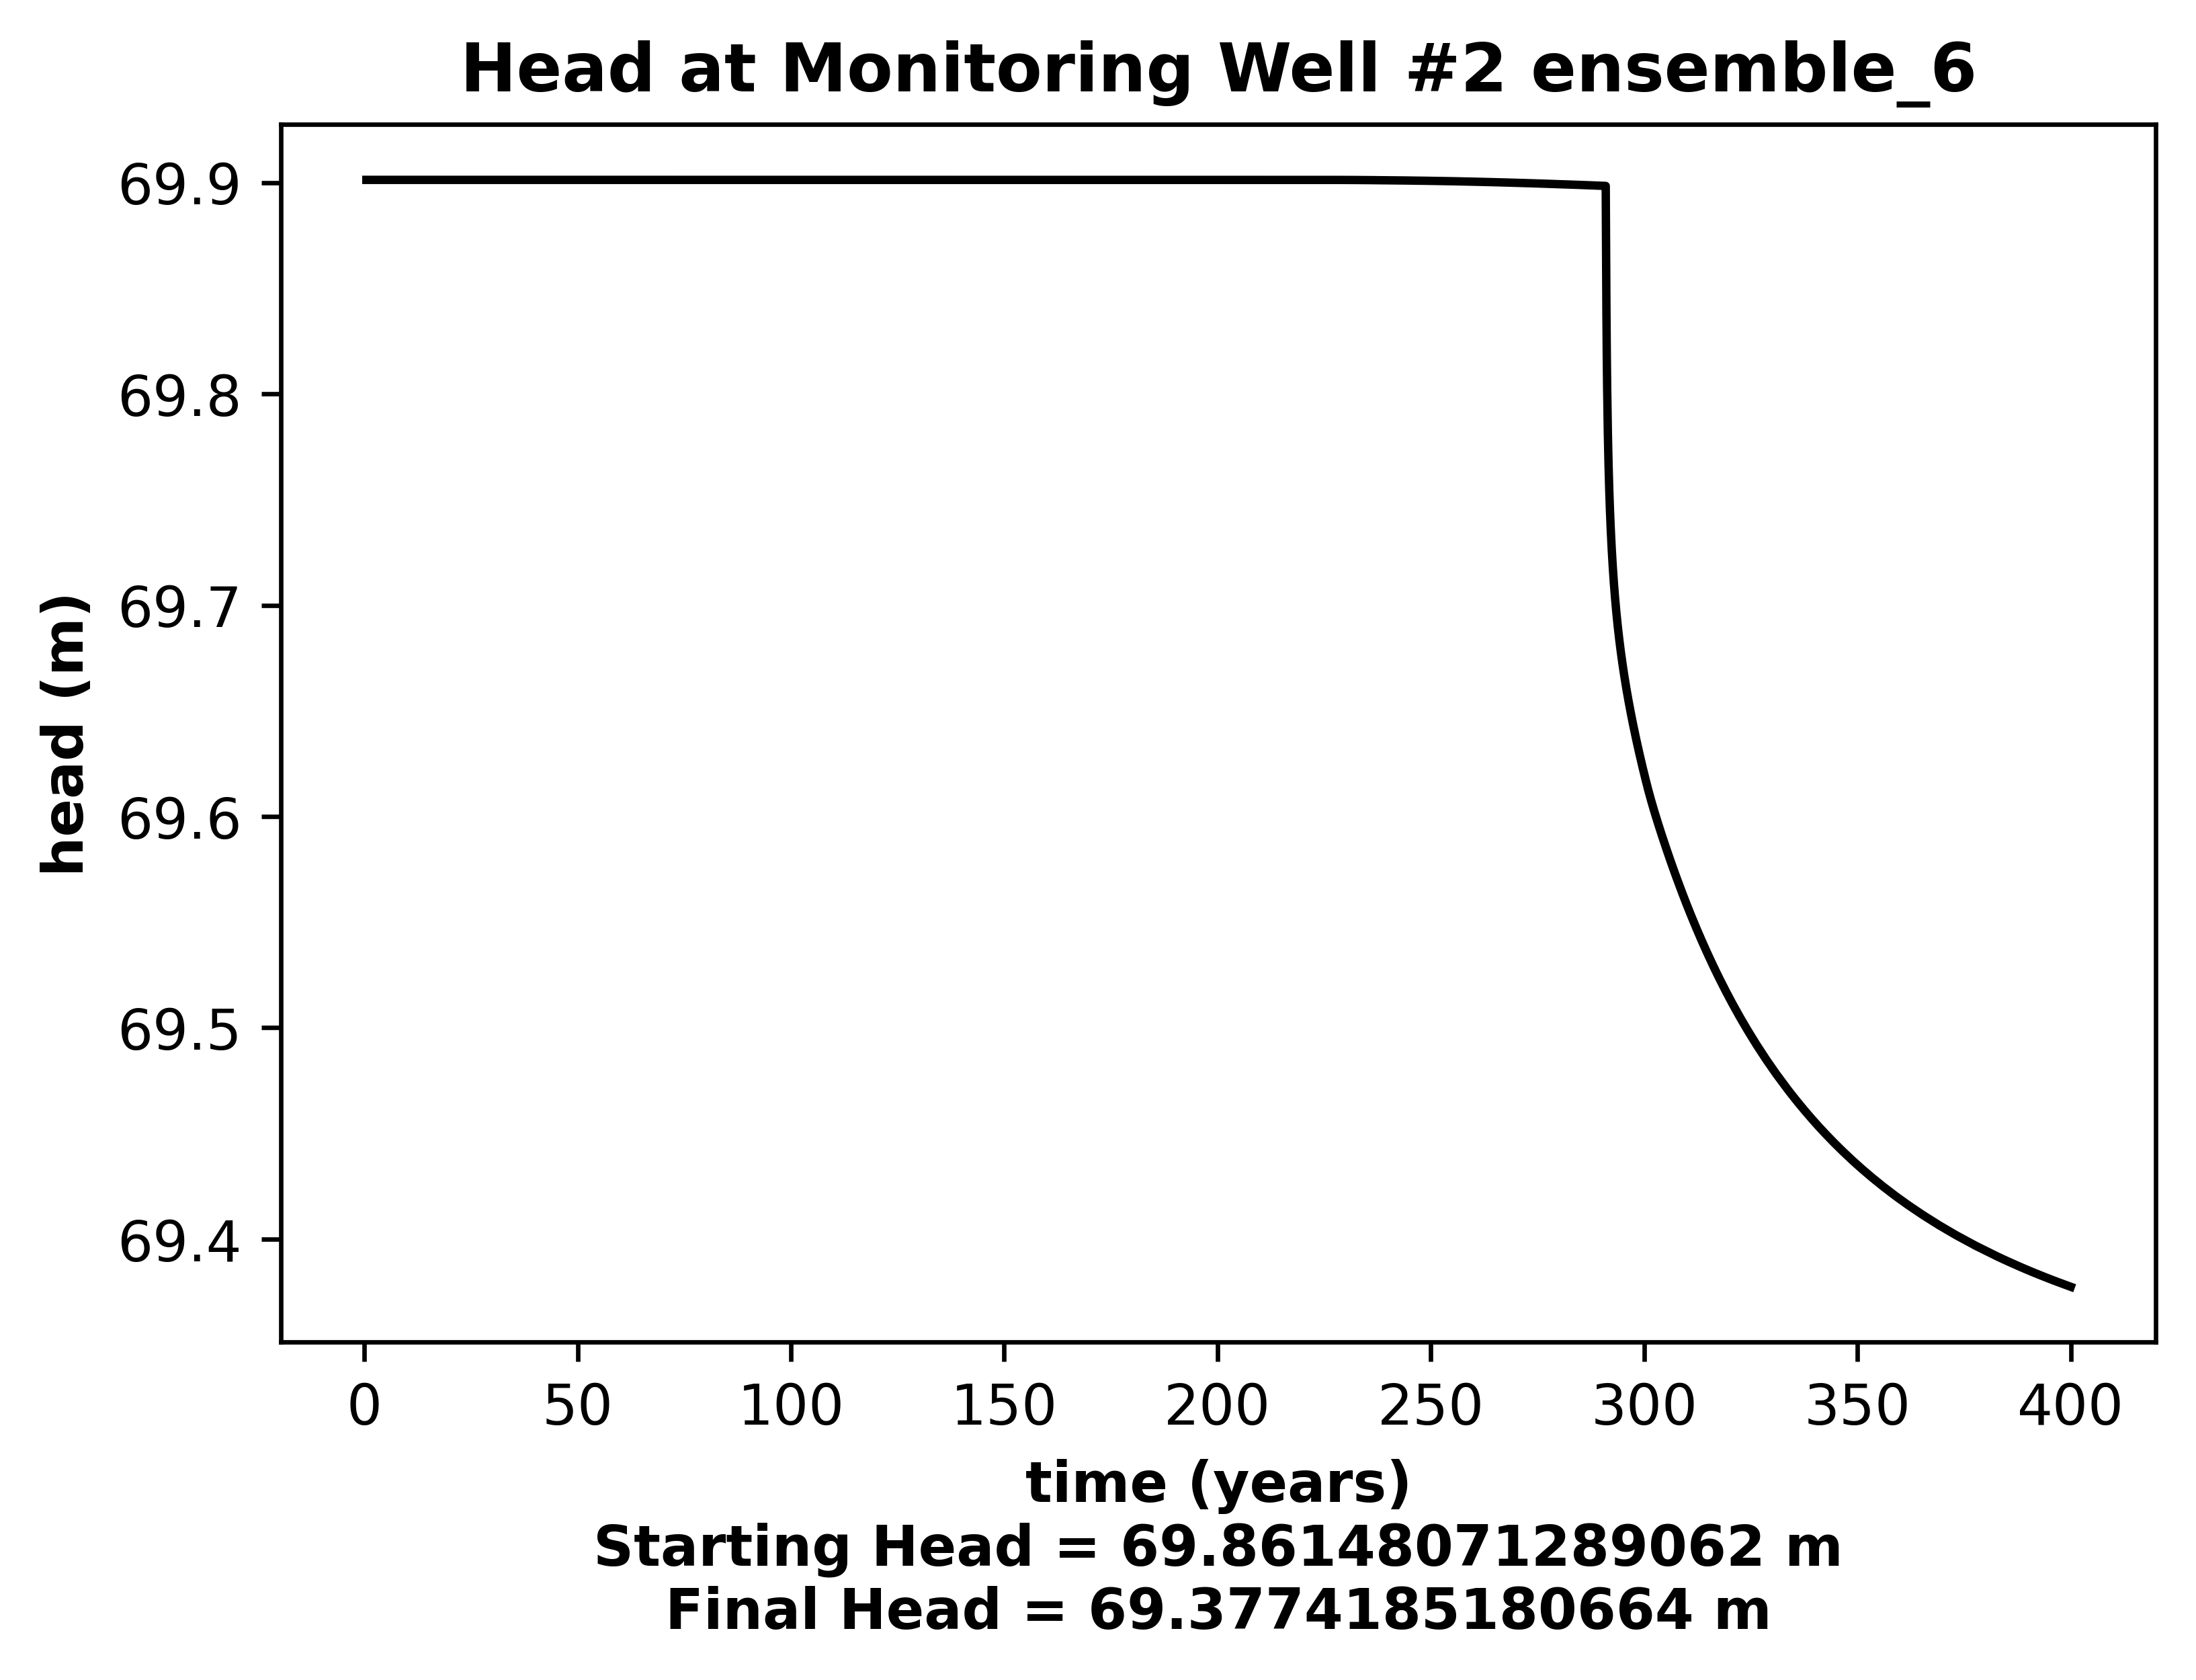 Head at Monitoring Well #2 ensemble_6
69.9
69.8
69.7
69.6
69.5
69.4
head (m)
0 50 100 150 200 250 300 350 400
time (years)
Starting Head = 69.86148071289062 m
Final Head = 69.3774185180664 m